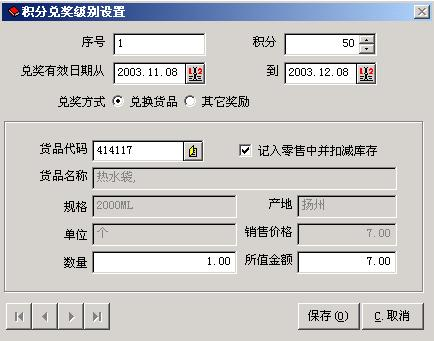 积分兑奖级别设置
序号 1 积分 50
兑奖有效日期从 2003.11.08 到 2003.12.08
兑奖方式 兑换货品 其它奖励
货品代码 414117 记入零售中并扣减库存
货品名称 热水袋,
规格 2000ML 产地 扬州
单位 个 销售价格 7.00
数量 1.00 所值金额 7.00
保存(O) C.取消